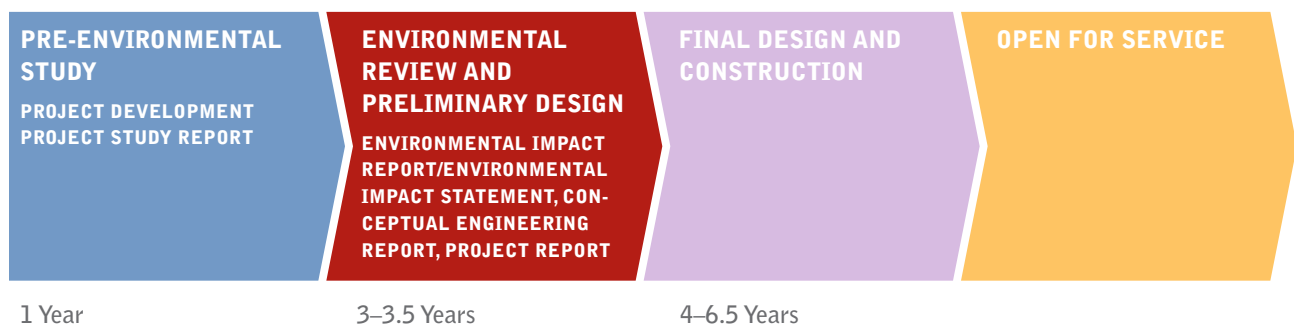 PRE-ENVIRONMENTAL
STUDY
PROJECT DEVELOPMENT
PROJECT STUDY REPORT
ENVIRONMENTAL
REVIEW AND
PRELIMINARY DESIGN
ENVIRONMENTAL IMPACT
REPORT/ENVIRONMENTAL
IMPACT STATEMENT, CON-
CEPTUAL ENGINEERING
REPORT, PROJECT REPORT
FINAL DESIGN AND
CONSTRUCTION
OPEN FOR SERVICE
1 Year
3–3.5 Years
4–6.5 Years